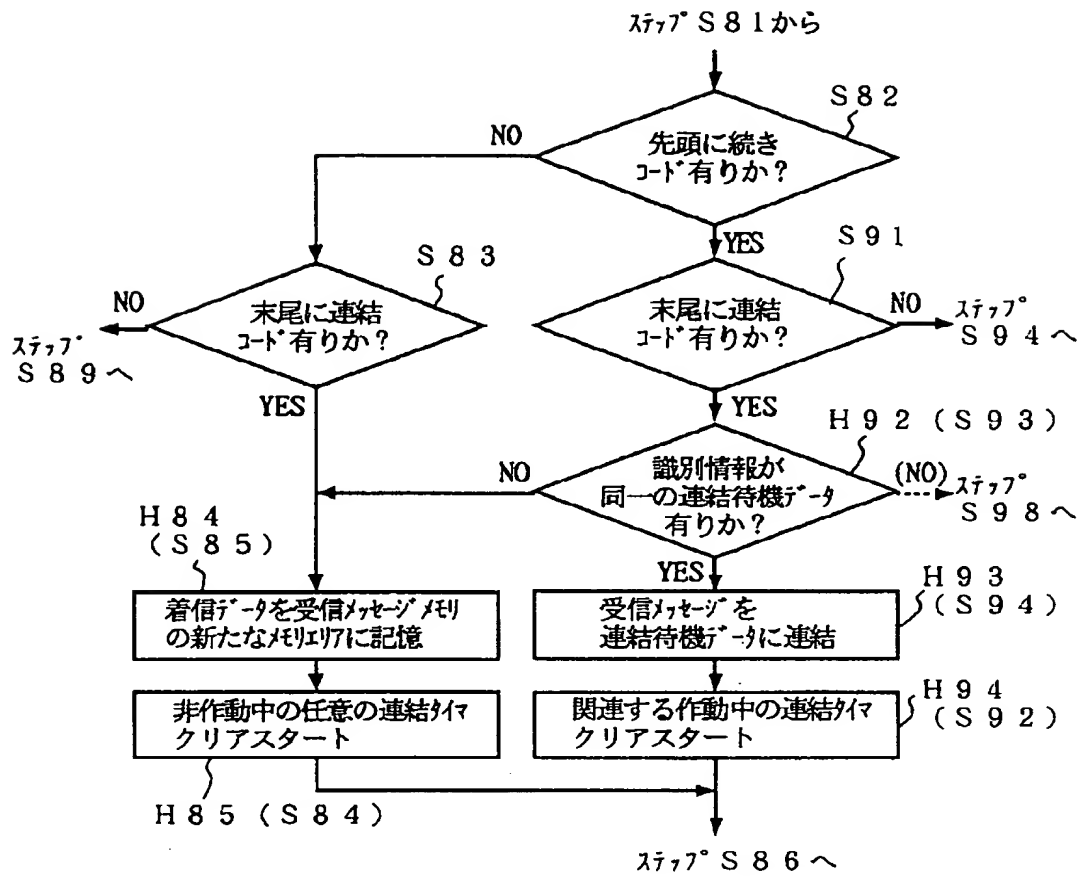 ステップＳ８１から
Ｓ８２
NO
先頭に続き
コード有りか？
YES
Ｓ８３
Ｓ９１
NO
末尾に連結
コード有りか？
末尾に連結
コード有りか？
NO
ステップ
Ｓ８９へ
ステップ
Ｓ９４へ
YES
YES
Ｈ９２（Ｓ９３）
NO
識別情報が
同一の連結待機データ
有りか？
(NO)
ステップ
Ｓ９８へ
Ｈ８４
（Ｓ８５）
YES
Ｈ９３
（Ｓ９４）
着信データを受信メッセージメモリ
の新たなメモリエリアに記憶
受信メッセージを
連結待機データに連結
Ｈ９４
（Ｓ９２）
非作動中の任意の連結タイマ
クリアスタート
関連する作動中の連結タイマ
クリアスタート
Ｈ８５（Ｓ８４）
ステップＳ８６へ